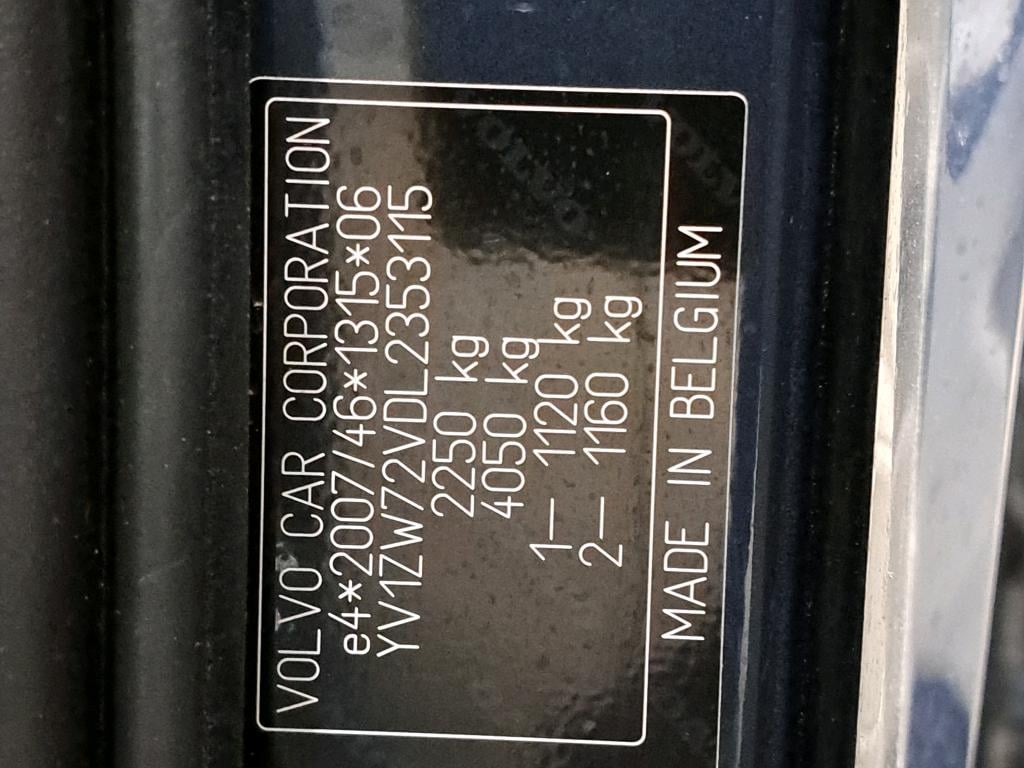 VOLVO CAR CORPORATION
e4*2007/46*1315*06
YV1ZW72VDL2353115
2250 kg
4050 kg
1— 1120 kg
2— 1160 kg
MADE IN BELGIUM
VOLVO